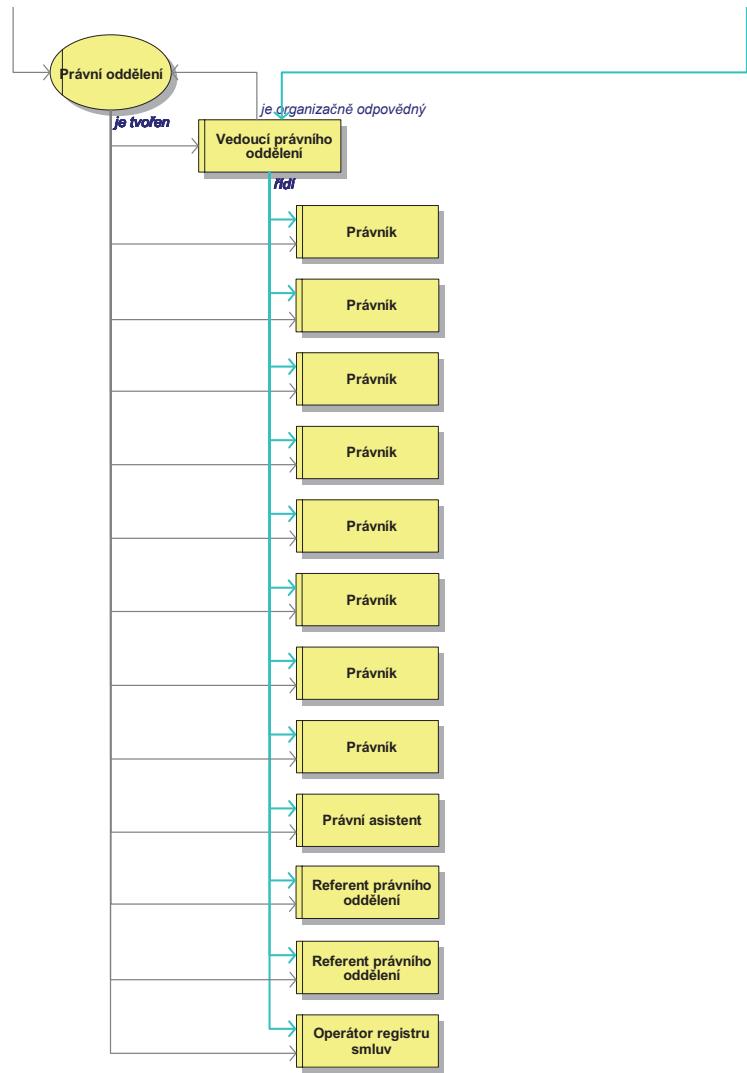 Právní oddělení
je tvořen
je organizačně odpovědný
Vedoucí právního
oddělení
řídí
Právník
Právník
Právník
Právník
Právník
Právník
Právník
Právník
Právní asistent
Referent právního
oddělení
Referent právního
oddělení
Operátor registru
smluv